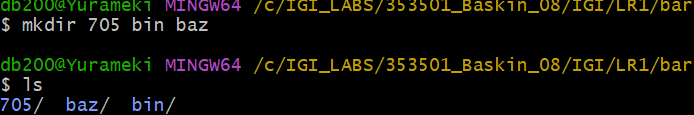 db200@Yurameki MINGW64 /c/IGI_LABS/353501_Baskin_08/IGI/LR1/bar
$ mkdir 705 bin baz
db200@Yurameki MINGW64 /c/IGI_LABS/353501_Baskin_08/IGI/LR1/bar
$ ls
705/  baz/  bin/